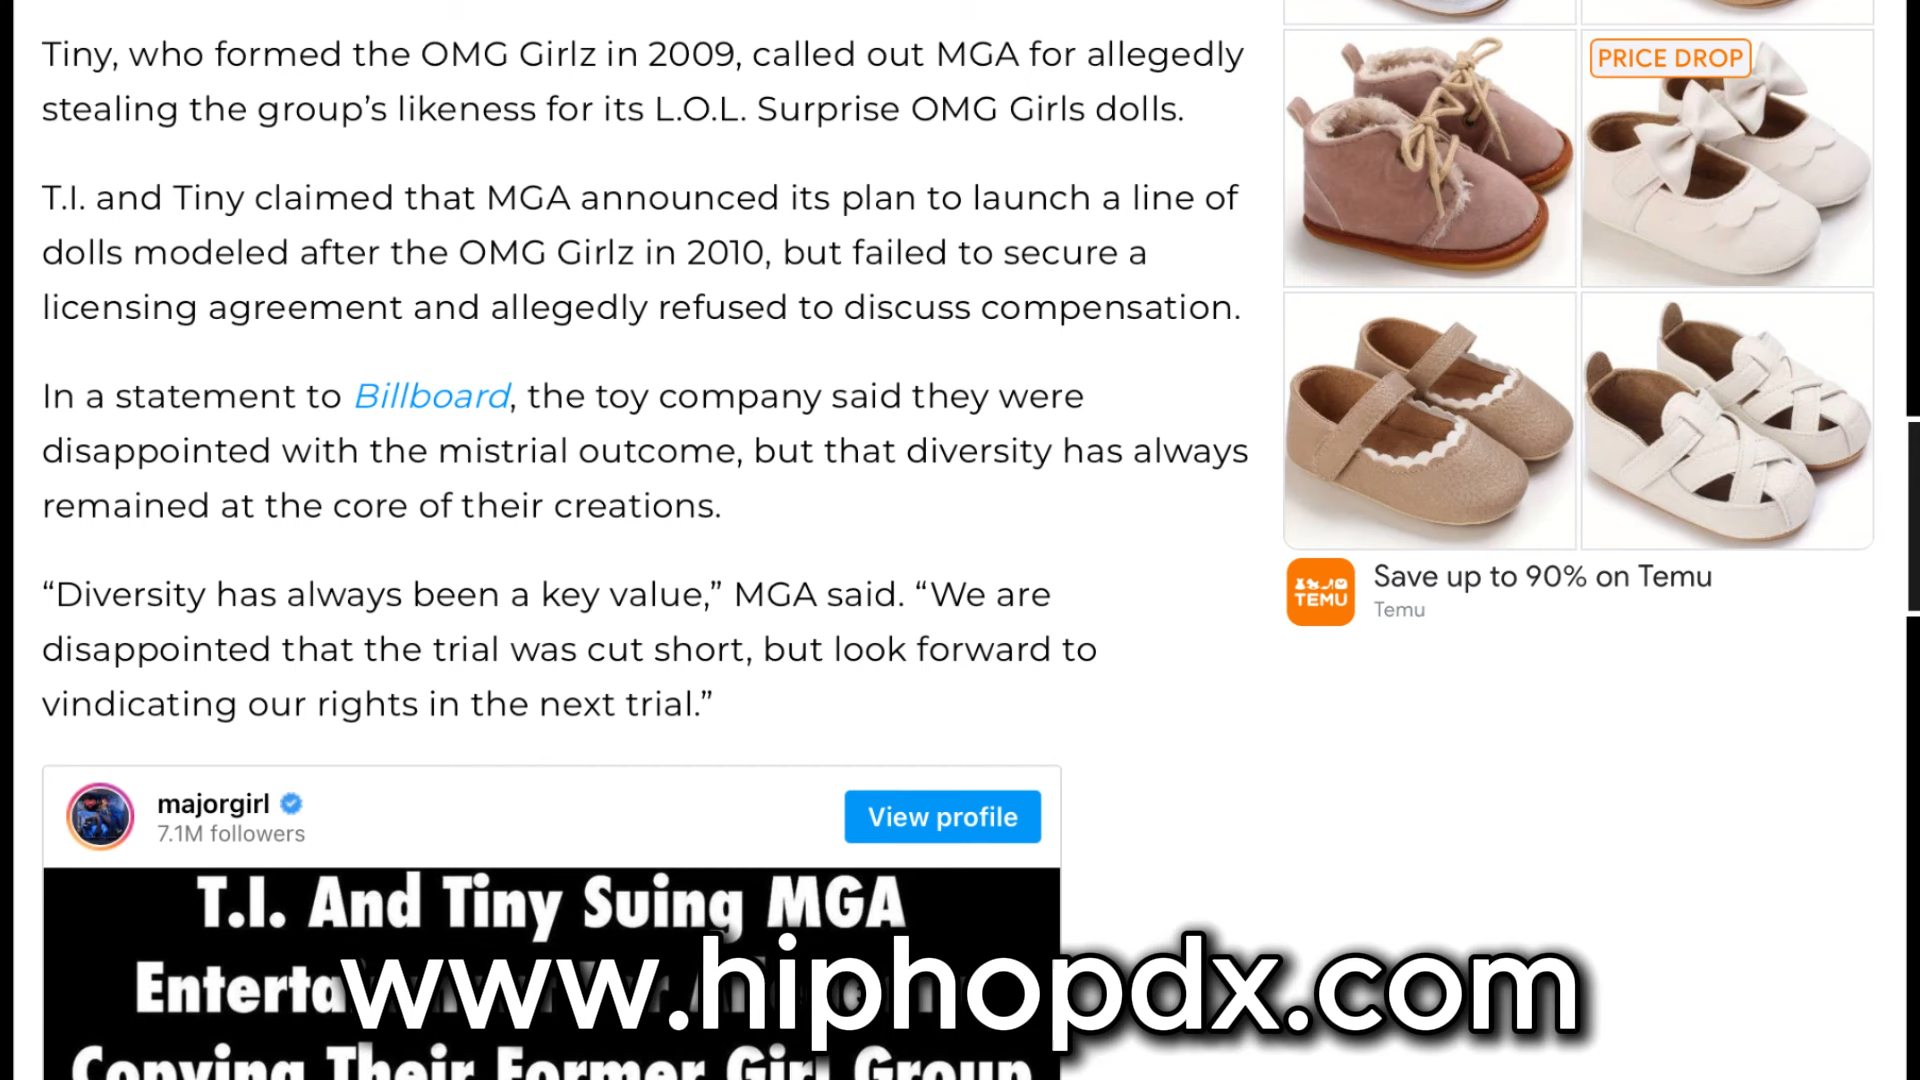 Tiny, who formed the OMG Girlz in 2009, called out MGA for allegedly
stealing the group’s likeness for its L.O.L. Surprise OMG Girls dolls.
T.I. and Tiny claimed that MGA announced its plan to launch a line of
dolls modeled after the OMG Girlz in 2010, but failed to secure a
licensing agreement and allegedly refused to discuss compensation.
In a statement to Billboard, the toy company said they were
disappointed with the mistrial outcome, but that diversity has always
remained at the core of their creations.
“Diversity has always been a key value,” MGA said. “We are
disappointed that the trial was cut short, but look forward to
vindicating our rights in the next trial.”
majorgirl
7.1M followers
View profile
T.I. And Tiny Suing MGA
Copying Their Former Girl Group
www.hiphopdx.com
PRICE DROP
TEMU
Save up to 90% on Temu
Temu